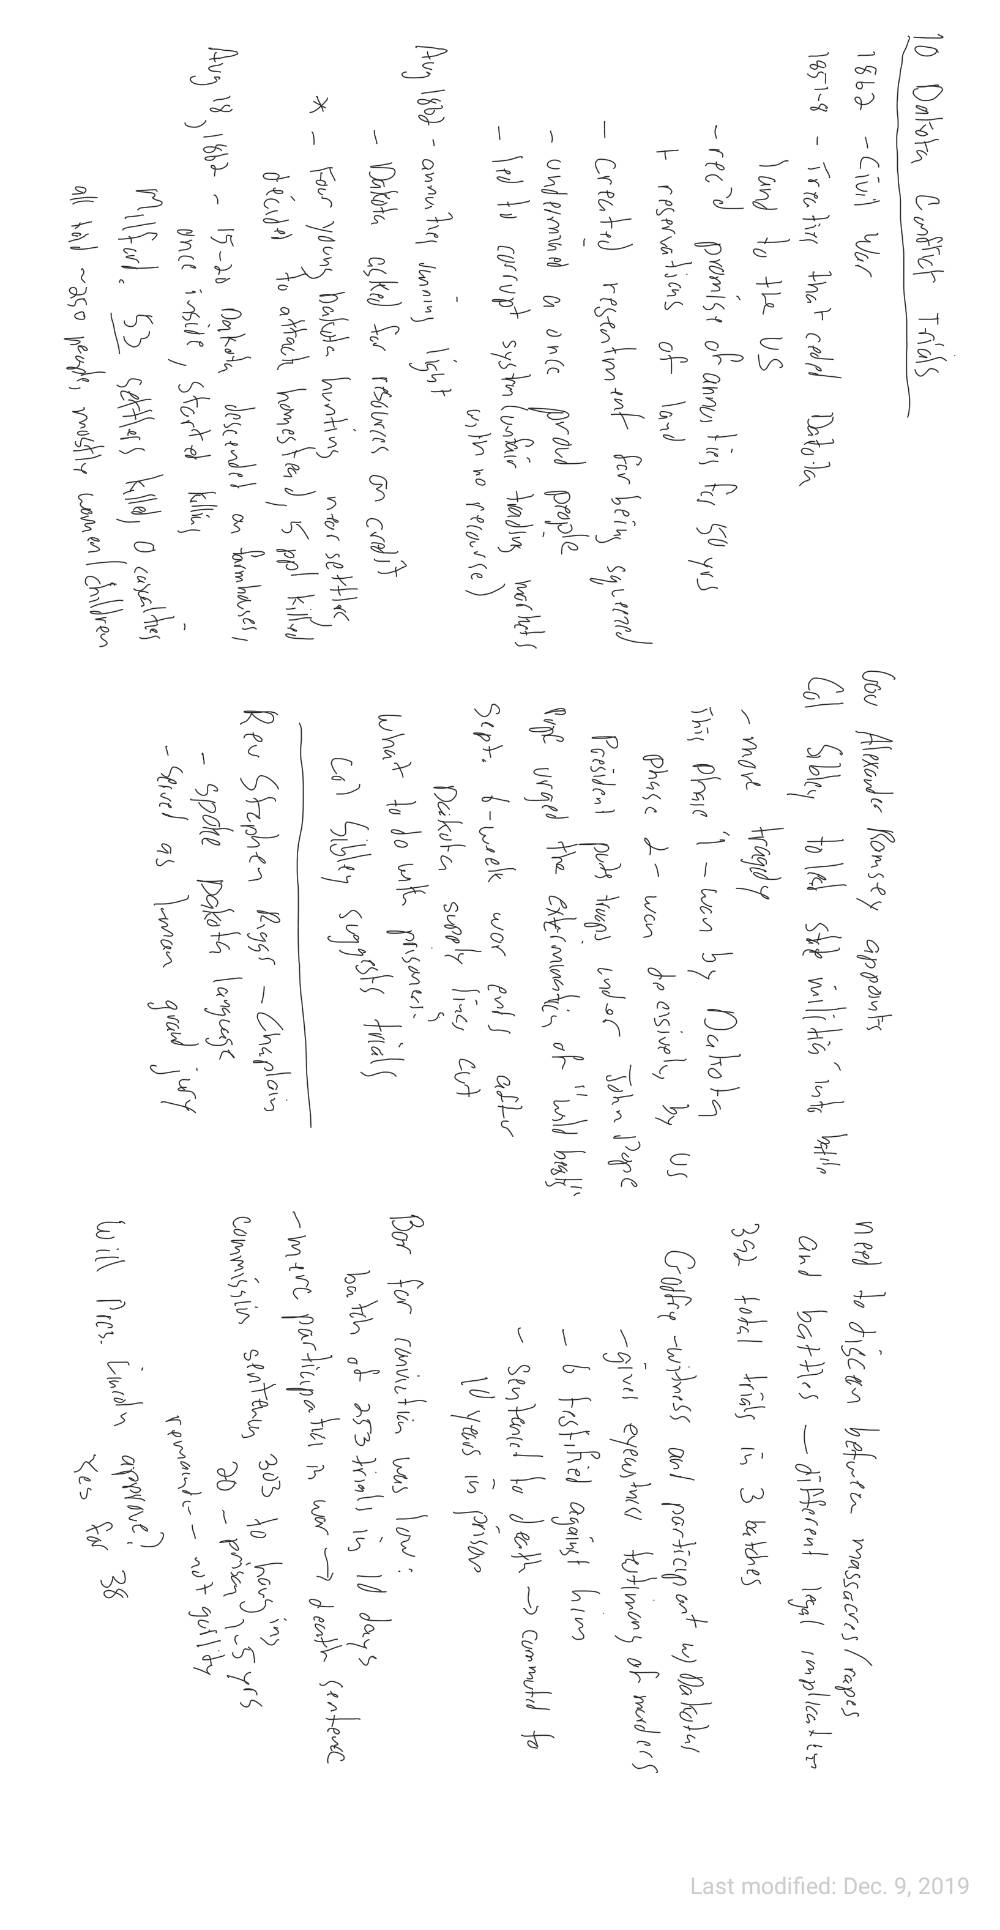 10 Dakota Conflict Trials
1862 - Civil War
1851-8 - Treaties that ceded Dakota
land to the US
- rec'd promise of annuities for 50 yrs
+ reservations of land
- created resentment for being squeezed
- undermined a once proud people
- led to corrupt system (unfair trading markets
with no recourse)
Aug 1862 - annuities running light
- Dakota asked for resources on credit
* - Four young Dakota hunting near settlers,
decided to attack homestead, 5 ppl killed
Aug 18, 1862 - 15-20 Dakota descended on farmhouses,
once inside, started killing
Milford. 53 settlers killed, 0 casualties
all told ~250 people, mostly women/children
Gov Alexander Ramsey appoints
Col Sibley to lead state militia into battle
- more tragedy
This Phase 1 - won by Dakota
Phase 2 - won decisively by US
President puts troops under John Pope
Pope urged the extermination of "wild beasts"
Sept. 6-week war ends after
Dakota supply lines cut
What to do with prisoners?
Col Sibley suggests trials
Rev Stephen Riggs - Chaplain
- spoke Dakota language
- served as 1-man grand jury
need to discern between massacres/rapes
and battles - different legal implications
392 total trials in 3 batches
Godfrey - witness and participant w/ Dakotas
- gives eyewitness testimony of murders
- 6 testified against him
- sentenced to death → commuted to
10 years in prison
Bar for conviction was low:
batch of 253 trials in 10 days
- mere participation in war → death sentence
commission sentences 303 to hanging
20 - prison 1-5 yrs
remainder - not guilty
Will Pres. Lincoln approve?
Yes for 38
Last modified: Dec. 9, 2019